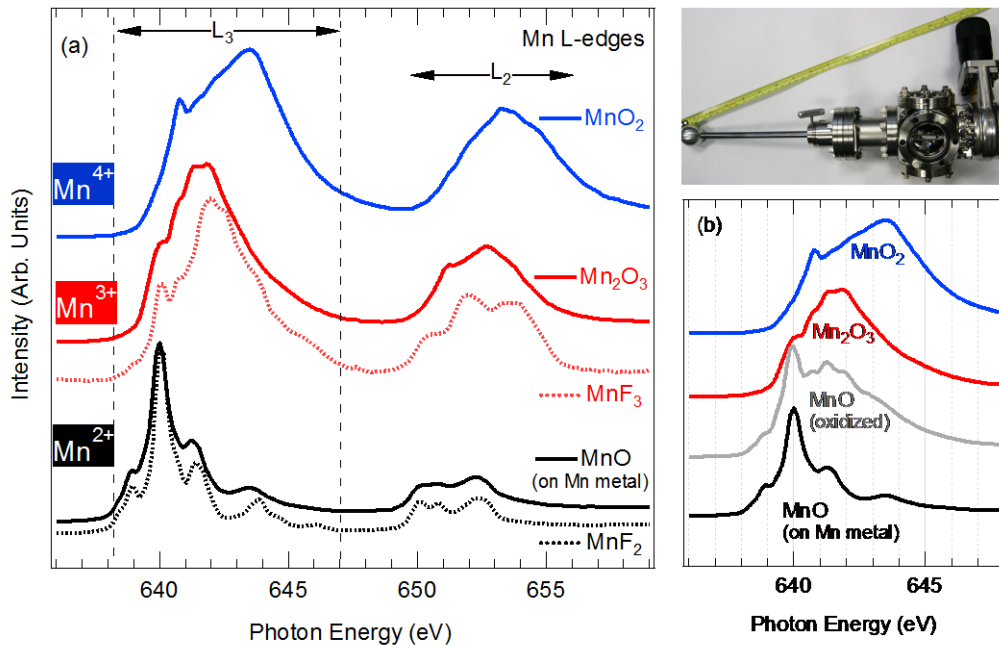 (a)
L₃
Mn L-edges
L₂
MnO₂
Mn⁴⁺
Mn₂O₃
Mn³⁺
MnF₃
Mn²⁺
MnO
(on Mn metal)
MnF₂
640
645
650
655
Photon Energy (eV)
Intensity (Arb. Units)
(b)
MnO₂
Mn₂O₃
MnO
(oxidized)
MnO
(on Mn metal)
640
645
Photon Energy (eV)